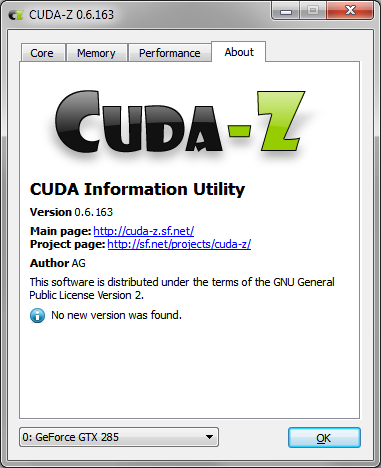 CUDA-Z 0.6.163
Core Memory Performance About
CUDA-Z
CUDA Information Utility
Version 0.6.163
Main page: http://cuda-z.sf.net/
Project page: http://sf.net/projects/cuda-z/
Author AG
This software is distributed under the terms of the GNU General
Public License Version 2.
No new version was found.
0: GeForce GTX 285 OK